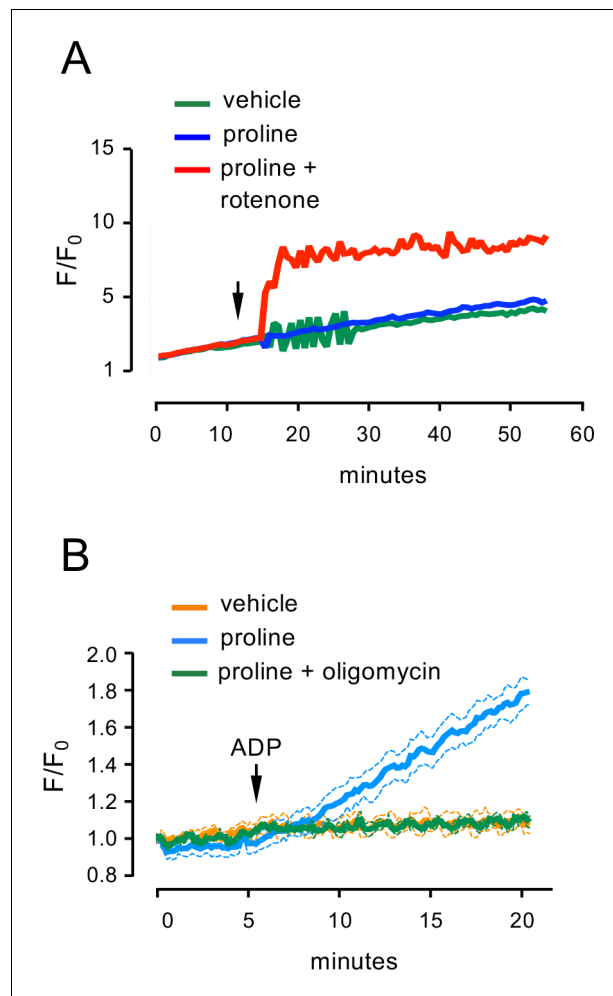 A
vehicle
proline
proline +
rotenone
15
10
5
1
F/F0
0 10 20 30 40 50 60
minutes
B
vehicle
proline
proline + oligomycin
2.0
1.8
1.6
1.4
1.2
1.0
0.8
F/F0
ADP
0 5 10 15 20
minutes